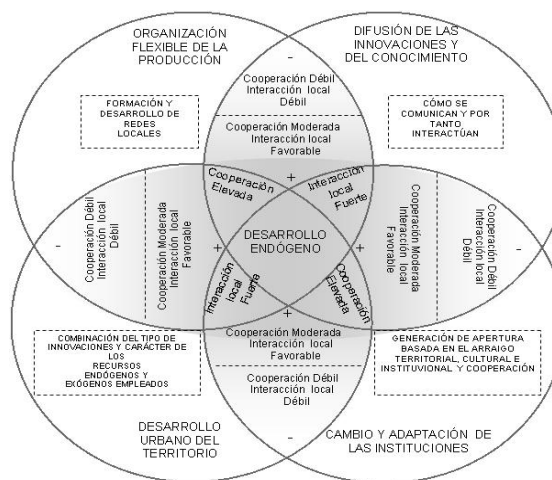 ORGANIZACIÓN
FLEXIBLE DE LA
PRODUCCIÓN
DIFUSIÓN DE LAS
INNOVACIONES Y
DEL CONOCIMIENTO
-
Cooperación Débil
Interacción local
Débil
FORMACIÓN Y
DESARROLLO DE
REDES
LOCALES
Cooperación Moderada
Interacción local
Favorable
CÓMO SE
COMUNICAN Y POR
TANTO
INTERACTÚAN
+
Cooperación
Elevada
Interacción
local
Fuerte
-
Cooperación Débil
Interacción local
Débil
Cooperación Moderada
Interacción local
Favorable
+
DESARROLLO
ENDÓGENO
+
Cooperación Moderada
Interacción local
Favorable
Cooperación Débil
Interacción local
Débil
-
Interacción
local
Fuerte
Cooperación
Elevada
+
Cooperación Moderada
Interacción local
Favorable
Cooperación Débil
Interacción local
Débil
-
COMBINACIÓN DEL TIPO DE
INNOVACIONES Y CARÁCTER DE
LOS
RECURSOS
ENDÓGENOS Y
EXÓGENOS EMPLEADOS
GENERACIÓN DE APERTURA
BASADA EN EL ARRAIGO
TERRITORIAL, CULTURAL E
INSTITUCIONAL Y COOPERACIÓN
DESARROLLO
URBANO DEL
TERRITORIO
CAMBIO Y ADAPTACIÓN DE
LAS INSTITUCIONES